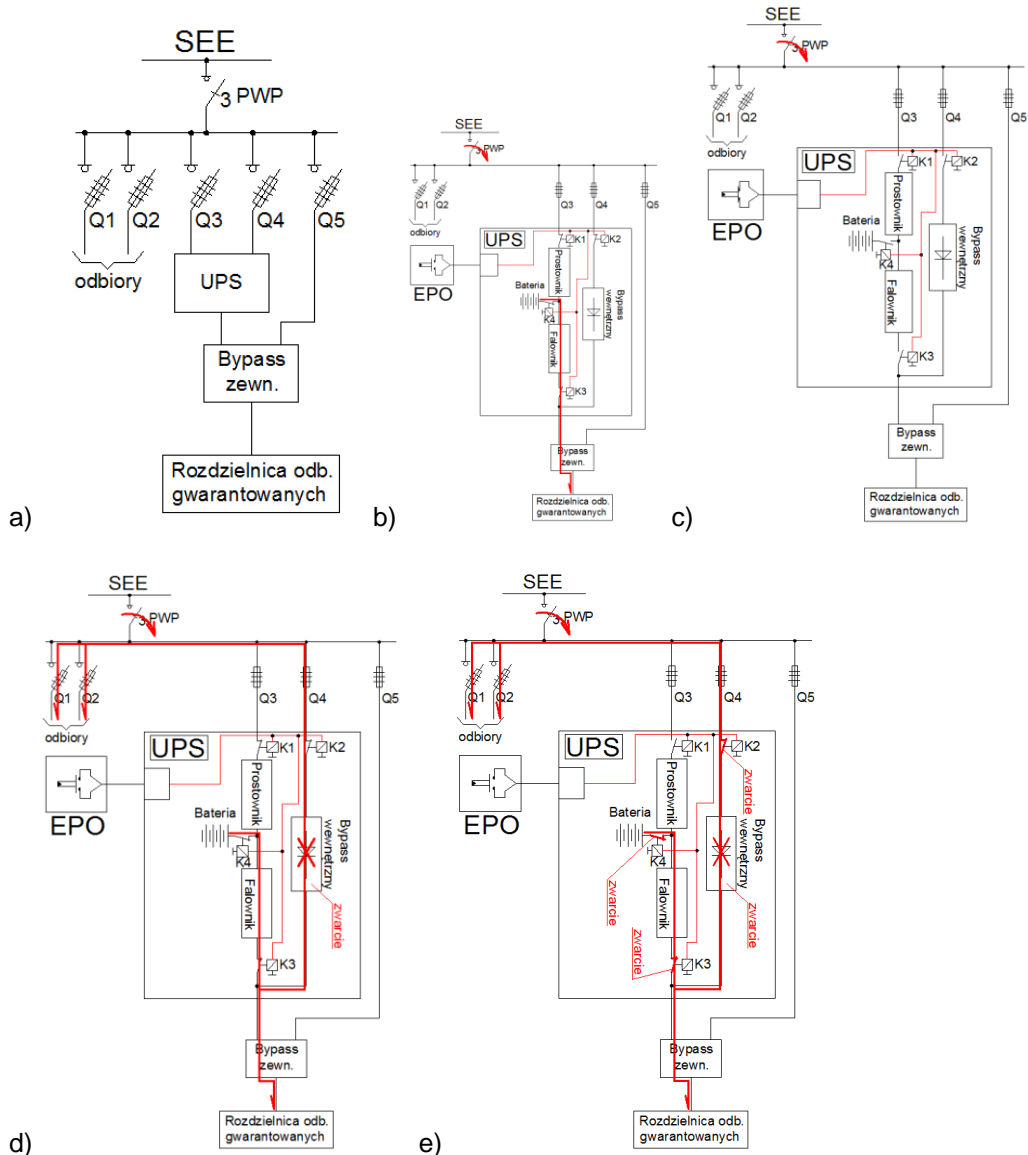 SEE
3 PWP
Q1 Q2 Q3 Q4 Q5
odbiory
UPS
Bypass
zewn.
Rozdzielnica odb.
gwarantowanych
a)
SEE
3 PWP
Q1 Q2 Q3 Q4 Q5
odbiory
UPS
K1 K2
EPO
Prostownik
Bateria
K4
Falownik
Bypass
wewnętrzny
K3
Bypass
zewn.
Rozdzielnica odb.
gwarantowanych
b)
SEE
3 PWP
Q1 Q2 Q3 Q4 Q5
odbiory
UPS
K1 K2
EPO
Prostownik
Bateria
K4
Falownik
Bypass
wewnętrzny
K3
Bypass
zewn.
Rozdzielnica odb.
gwarantowanych
c)
SEE
3 PWP
Q1 Q2 Q3 Q4 Q5
odbiory
UPS
K1 K2
EPO
Prostownik
Bateria
K4
Falownik
Bypass
wewnętrzny
zwarcie
K3
Bypass
zewn.
Rozdzielnica odb.
gwarantowanych
d)
SEE
3 PWP
Q1 Q2 Q3 Q4 Q5
odbiory
UPS
K1 K2
zwarcie
EPO
Prostownik
Bateria
K4
zwarcie
Falownik
Bypass
wewnętrzny
zwarcie
zwarcie
K3
Bypass
zewn.
Rozdzielnica odb.
gwarantowanych
e)